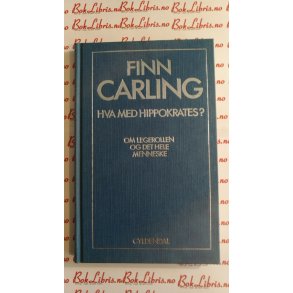 FINN
CARLING
HVA MED HIPPOKRATES?
OM LEGEROLLEN
OG DET HELE
MENNESKE
GYLDENDAL